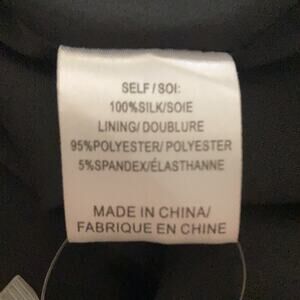 SELF/SOI:
100%SILK/SOIE
LINING/DOUBLURE
95%POLYESTER/POLYESTER
5%SPANDEX/ÉLASTHANNE
MADE IN CHINA/
FABRIQUE EN CHINE